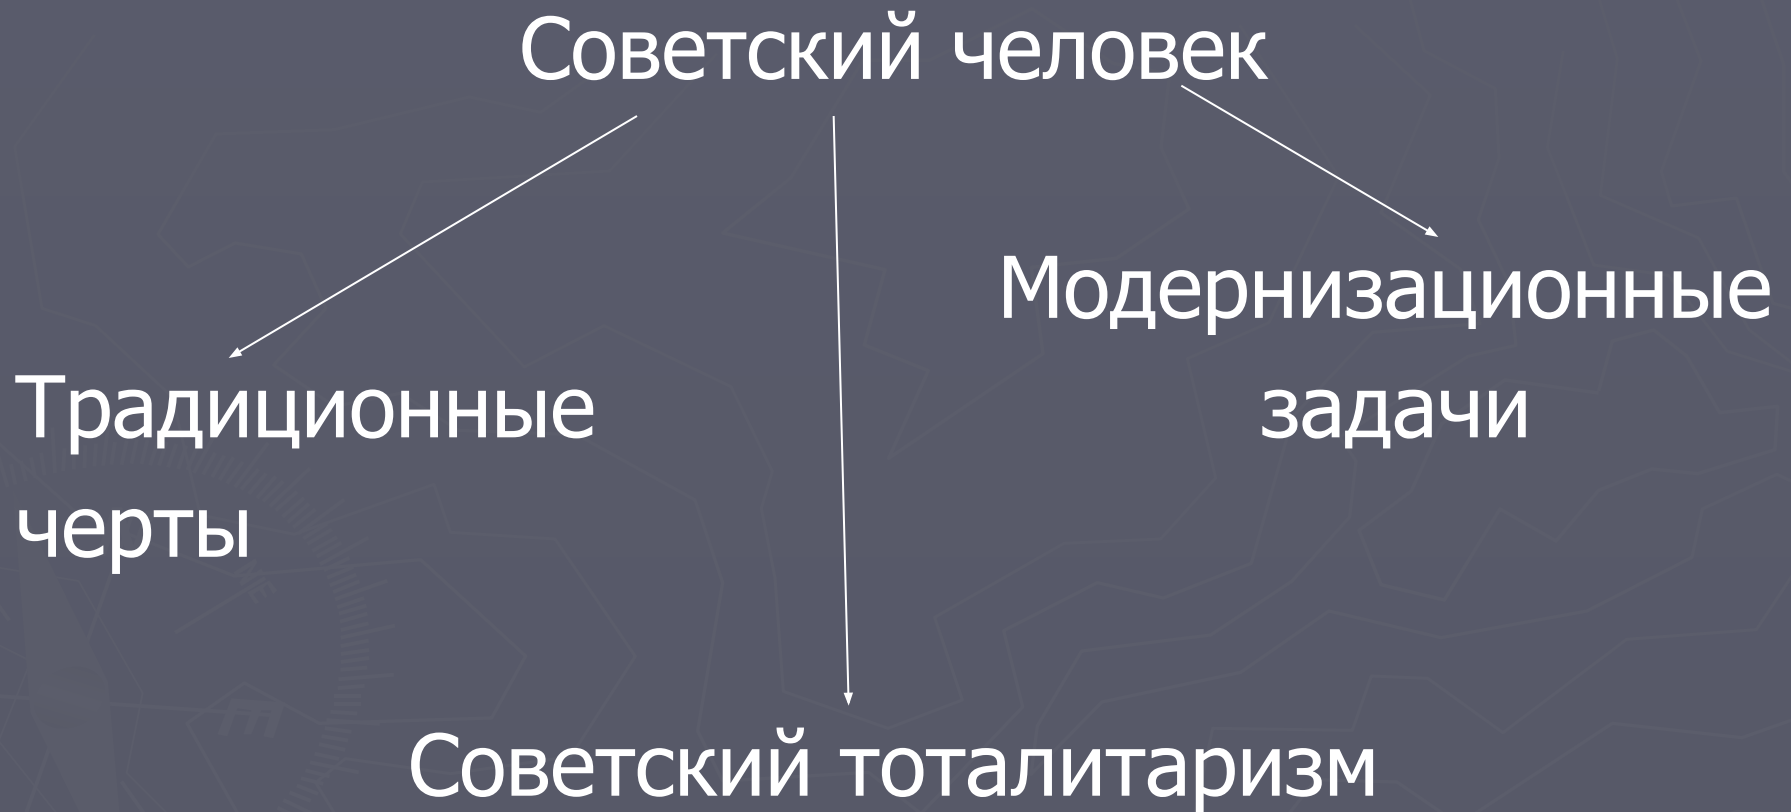 Советский человек
Модернизационные
задачи
Традиционные
черты
Советский тоталитаризм